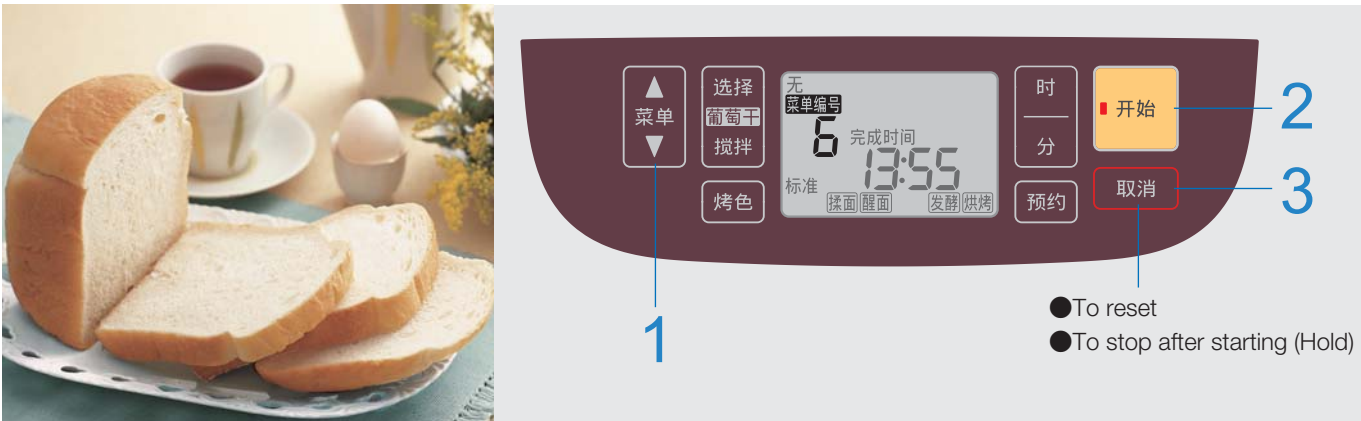 ▲
菜单
▼
选择
葡萄干
搅拌
烤色
无
菜单编号
6
完成时间
13:55
标准
揉面 醒面 发酵 烘烤
时
分
预约
开始
取消
1
2
3
●To reset
●To stop after starting (Hold)